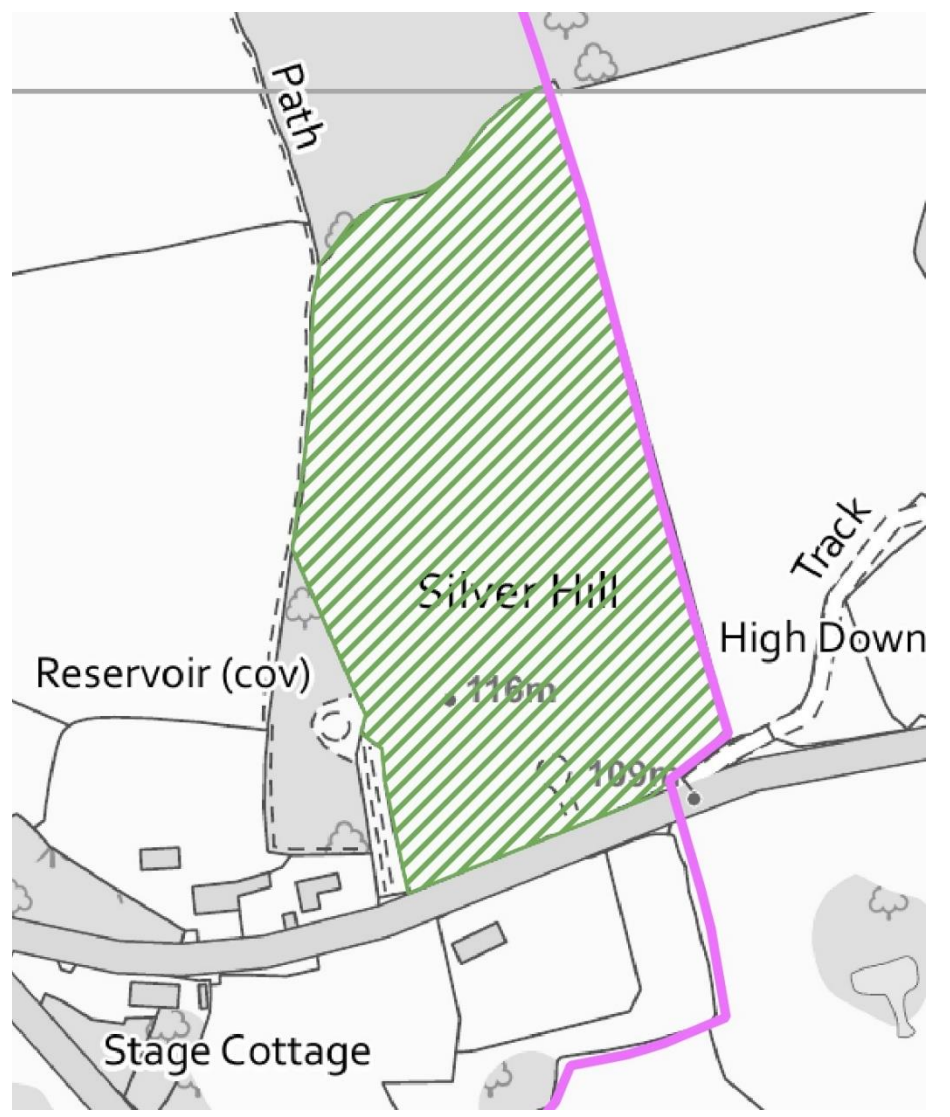 Path
Track
Silver Hill
High Down
Reservoir (cov)
116m
109m
Stage Cottage